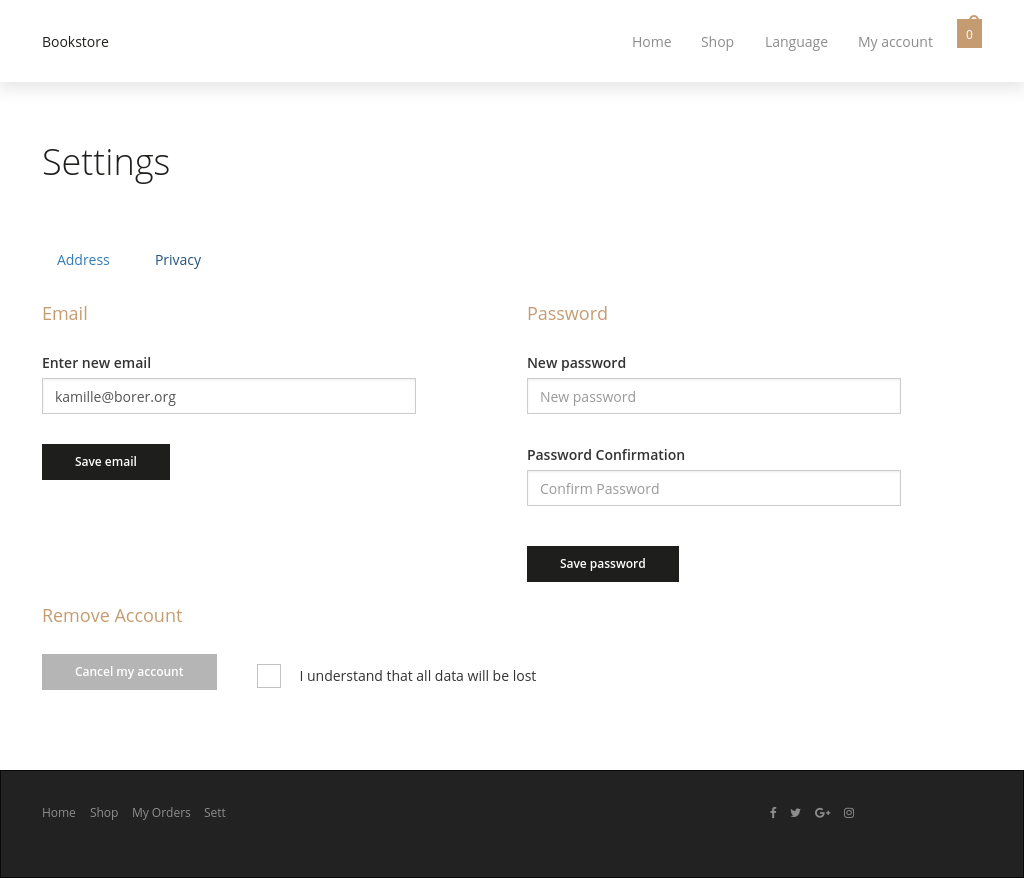 Bookstore
Home Shop Language My account 0
Settings
Address Privacy
Email
Enter new email
kamille@borer.org
Save email
Password
New password
New password
Password Confirmation
Confirm Password
Save password
Remove Account
Cancel my account
I understand that all data will be lost
Home Shop My Orders Sett